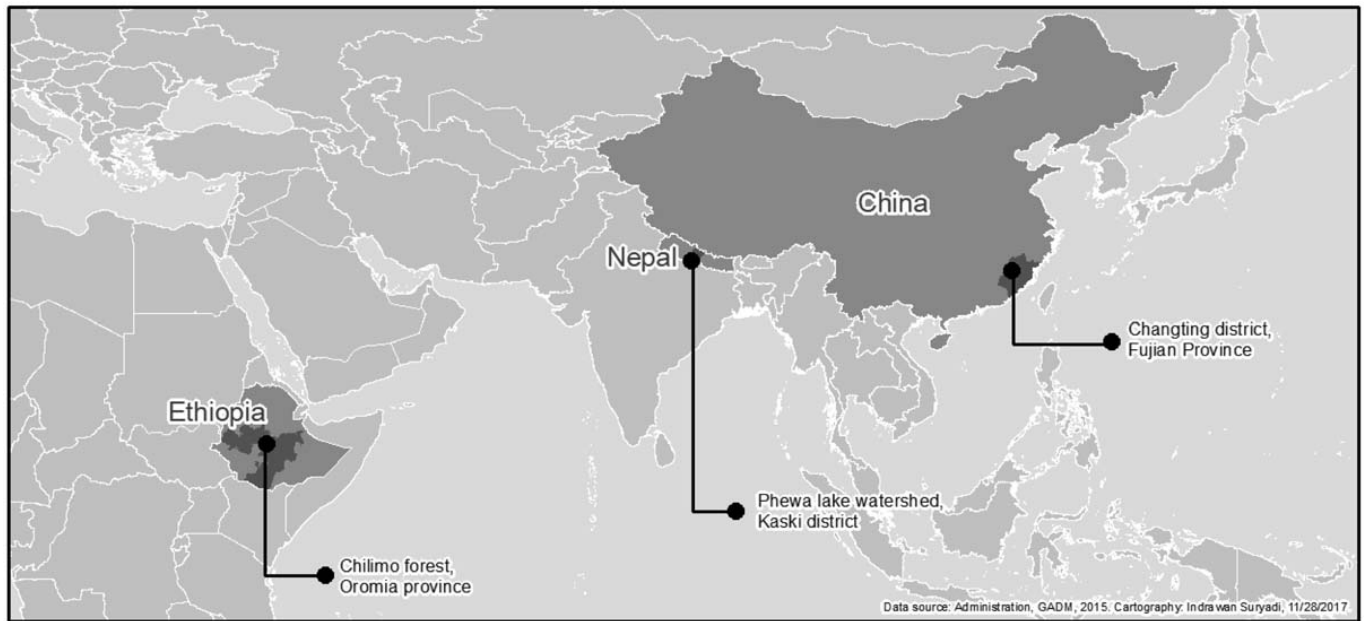 China
Nepal
Changting district,
Fujian Province
Ethiopia
Phewa lake watershed,
Kaski district
Chilimo forest,
Oromia province
Data source: Administration, GADM, 2015. Cartography: Indrawan Suryadi, 11/28/2017